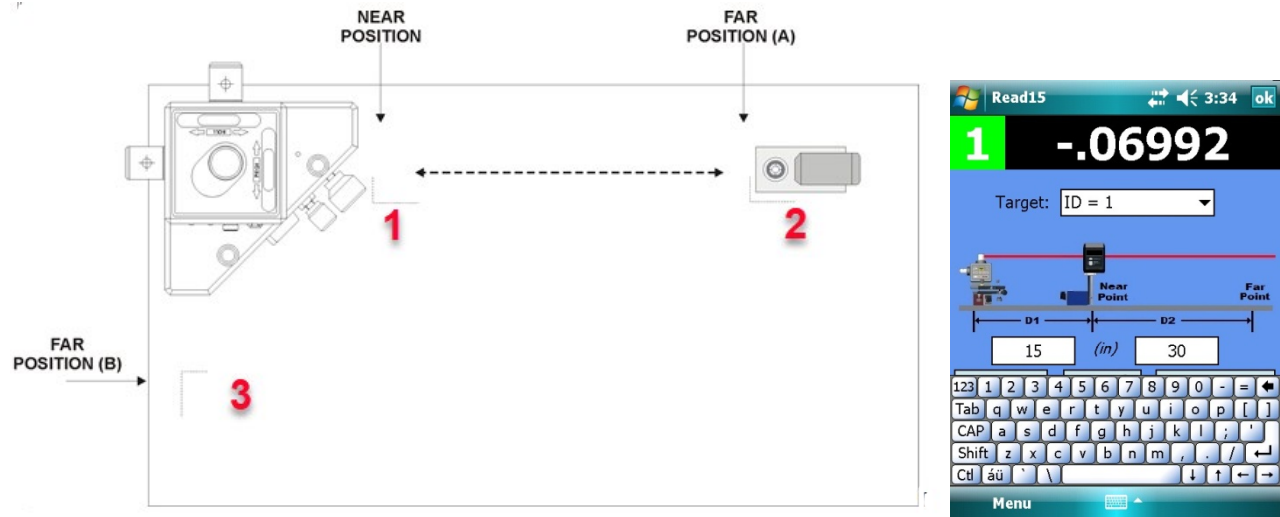 NEAR
POSITION
FAR
POSITION (A)
1
2
FAR
POSITION (B)
3
Read15 3:34 ok
1 -.06992
Target: ID = 1
Near
Point
Far
Point
D1 D2
15 (in) 30
123 1 2 3 4 5 6 7 8 9 0 - =
Tab q w e r t y u i o p [ ]
CAP a s d f g h j k l ; '
Shift z x c v b n m , . /
Ctl áü ` \
Menu